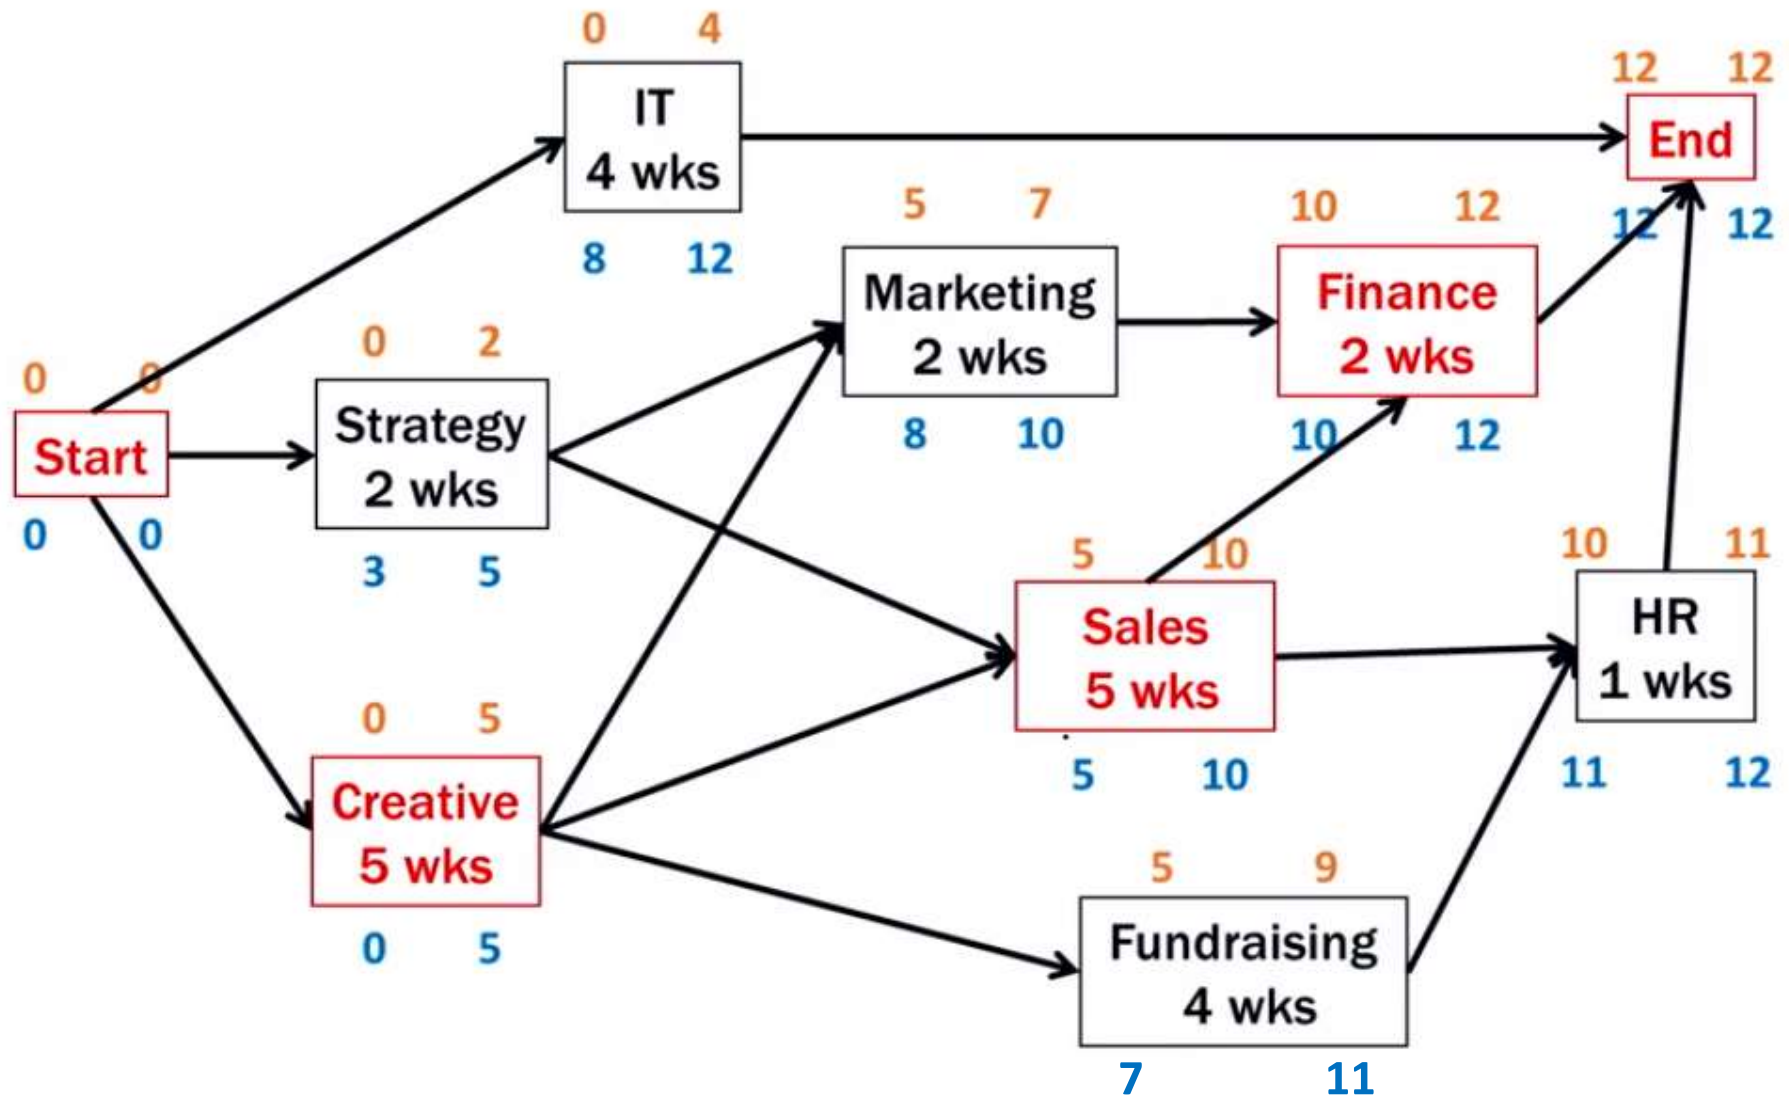 0 4
IT
4 wks
8 12
12 12
End
12 12
5 7
Marketing
2 wks
8 10
10 12
Finance
2 wks
10 12
0 2
Strategy
2 wks
3 5
0 0
Start
0 0
5 10
Sales
5 wks
5 10
10 11
HR
1 wks
11 12
0 5
Creative
5 wks
0 5
5 9
Fundraising
4 wks
7 11